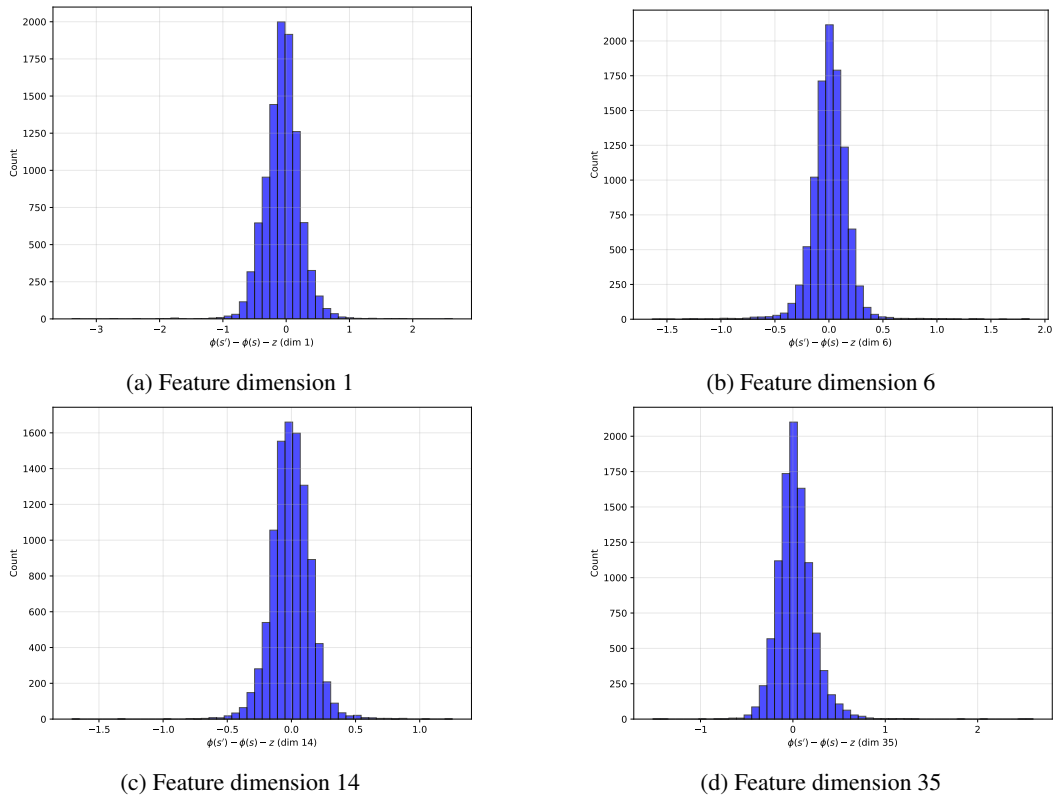 2000
1750
1500
1250
1000
750
500
250
0
Count
−3 −2 −1 0 1 2
ϕ(s′) − ϕ(s) − z (dim 1)
(a) Feature dimension 1
2000
1750
1500
1250
1000
750
500
250
0
Count
−1.5 −1.0 −0.5 0.0 0.5 1.0 1.5 2.0
ϕ(s′) − ϕ(s) − z (dim 6)
(b) Feature dimension 6
1600
1400
1200
1000
800
600
400
200
0
Count
−1.5 −1.0 −0.5 0.0 0.5 1.0
ϕ(s′) − ϕ(s) − z (dim 14)
(c) Feature dimension 14
2000
1750
1500
1250
1000
750
500
250
0
Count
−1 0 1 2
ϕ(s′) − ϕ(s) − z (dim 35)
(d) Feature dimension 35